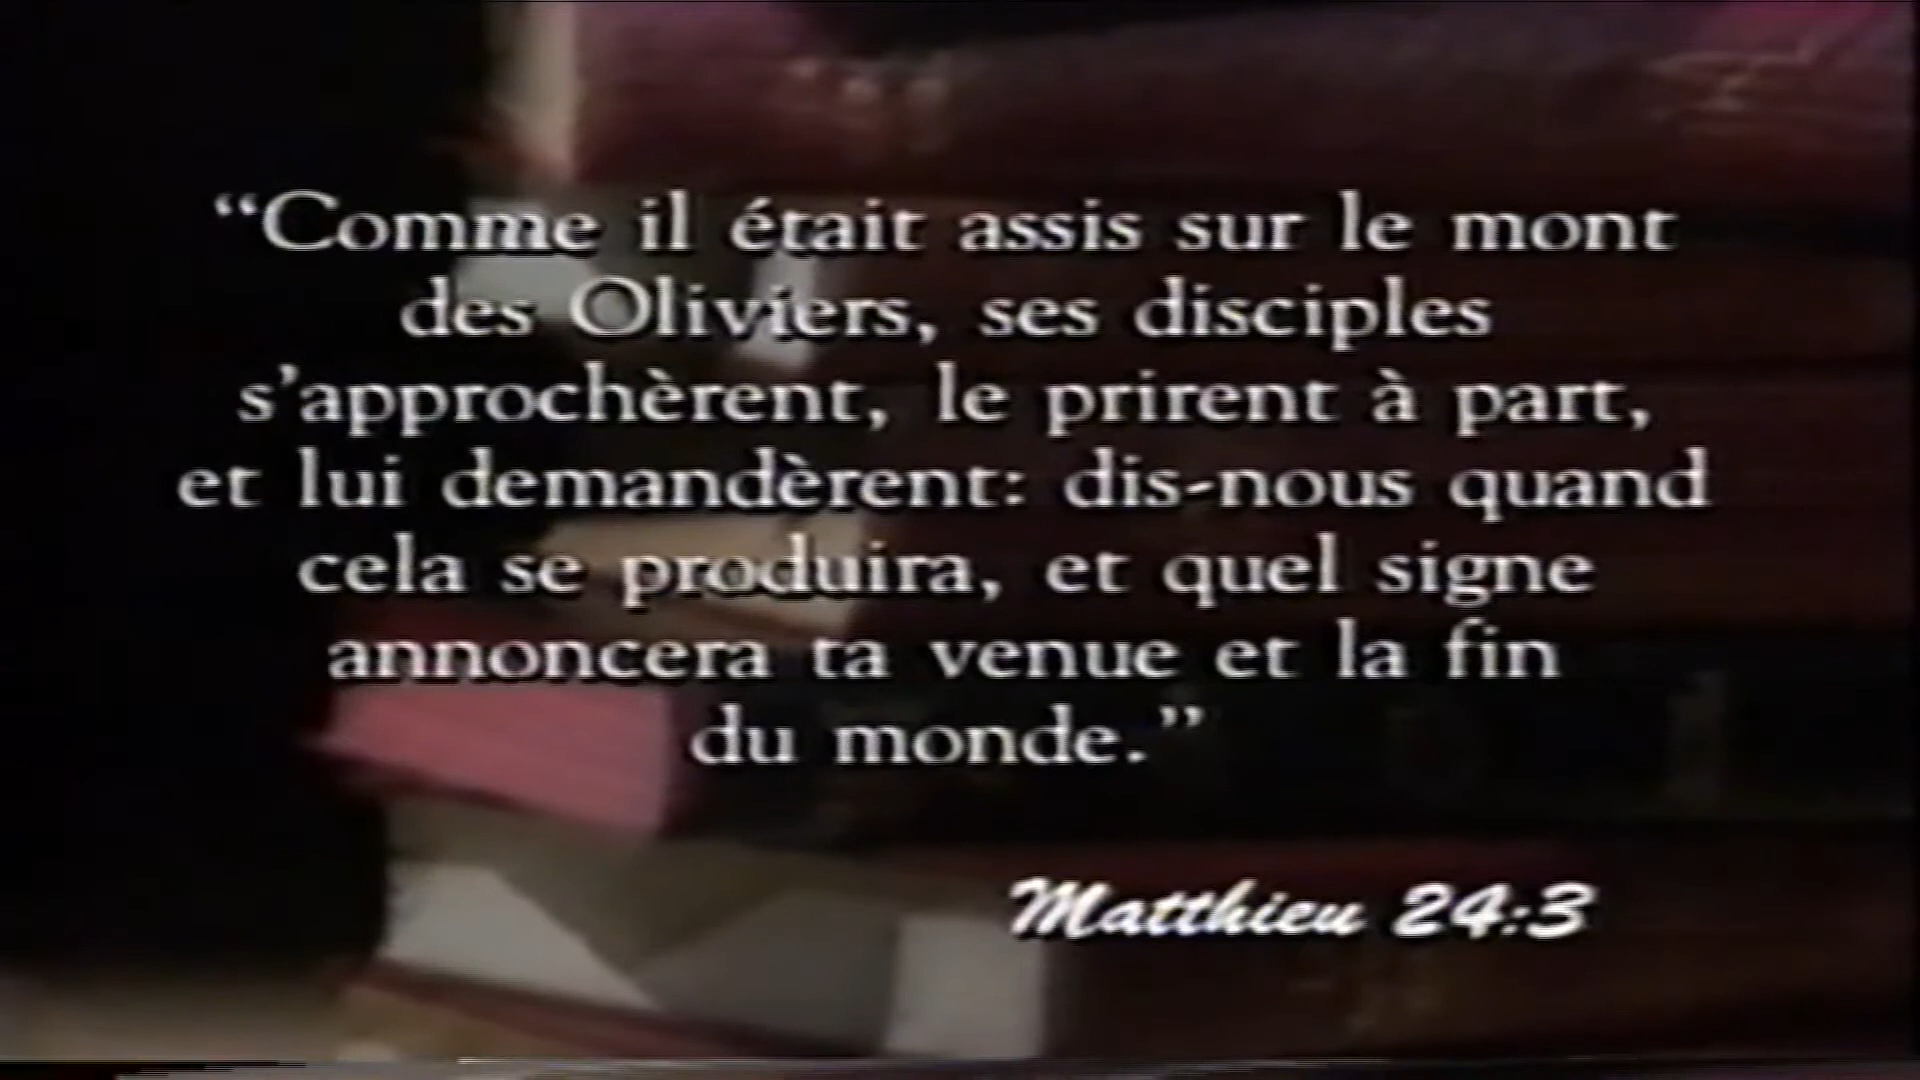 “Comme il était assis sur le mont
des Oliviers, ses disciples
s’approchèrent, le prirent à part,
et lui demandèrent: dis-nous quand
cela se produira, et quel signe
annoncera ta venue et la fin
du monde.”
Matthieu 24:3